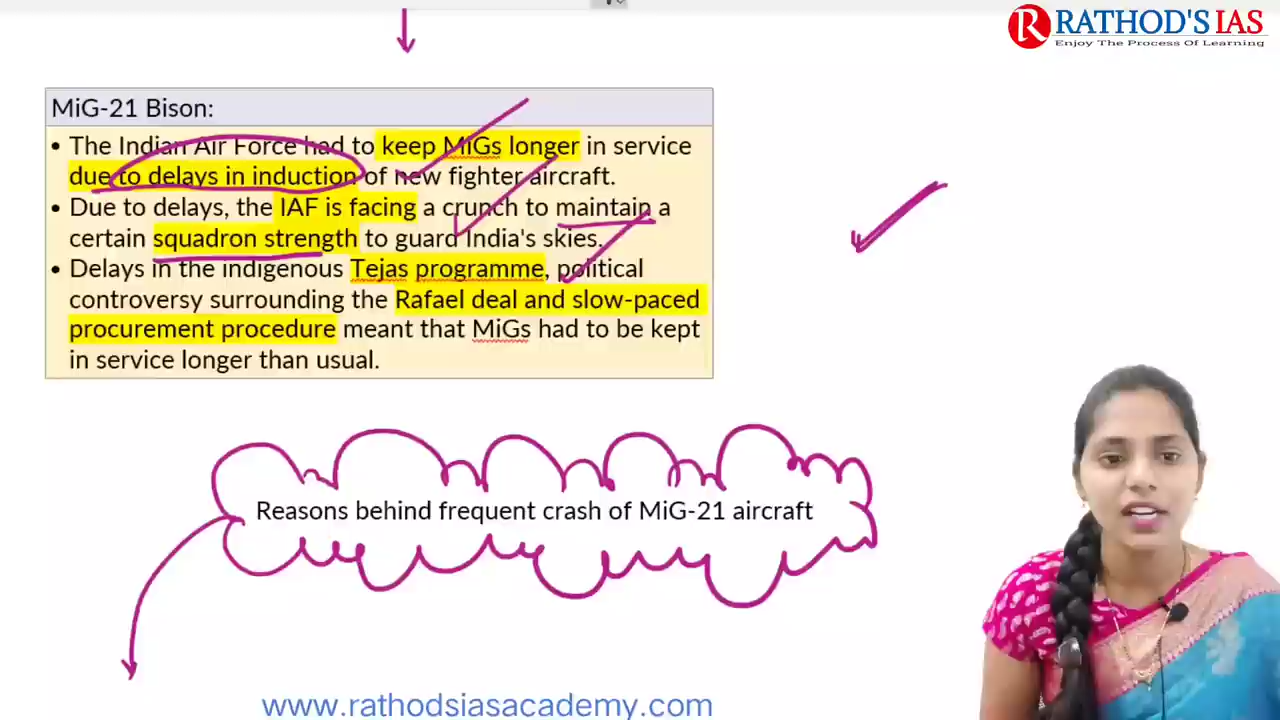 RATHOD'S IAS
Enjoy The Process Of Learning
MiG-21 Bison:
• The Indian Air Force had to keep MiGs longer in service
due to delays in induction of new fighter aircraft.
• Due to delays, the IAF is facing a crunch to maintain a
certain squadron strength to guard India's skies.
• Delays in the indigenous Tejas programme, political
controversy surrounding the Rafael deal and slow-paced
procurement procedure meant that MiGs had to be kept
in service longer than usual.
Reasons behind frequent crash of MiG-21 aircraft
www.rathodsiasacademy.com